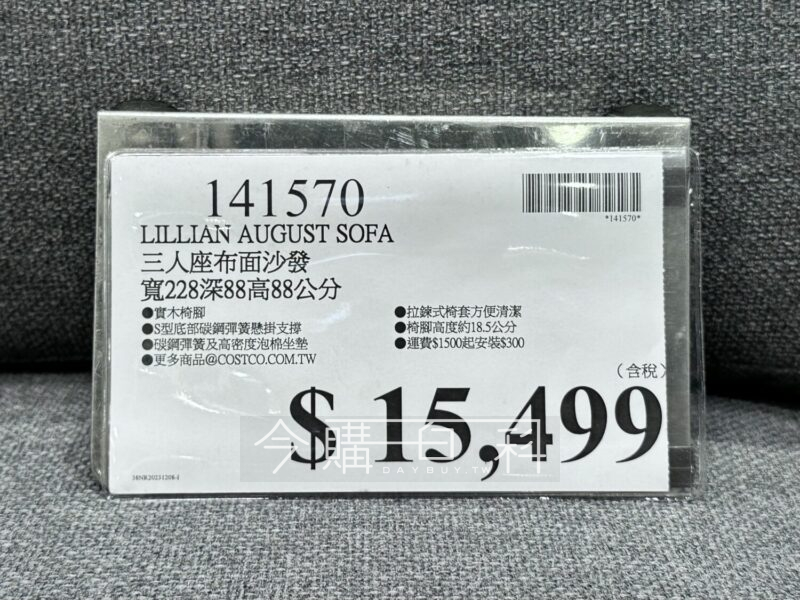 141570
*141570*
LILLIAN AUGUST SOFA
三人座布面沙發
寬228深88高88公分
●實木椅腳
●S型底部碳鋼彈簧懸掛支撐
●碳鋼彈簧及高密度泡棉坐墊
●更多商品@COSTCO.COM.TW
●拉鍊式椅套方便清潔
●椅腳高度約18.5公分
●運費$1500起安裝$300
(含稅)
$ 15,499
今購百科
DAYBUY.TW
38NR20231208-J